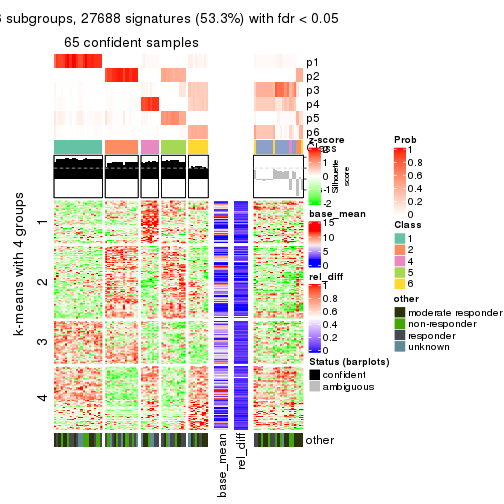 subgroups, 27688 signatures (53.3%) with fdr < 0.05
65 confident samples
p1
p2
p3
p4
p5
p6
Class
k-means with 4 groups
1
2
3
4
other
base_mean
rel_diff
Silhouette
score
z-score
2
1
0
-1
-2
base_mean
15
10
5
0
rel_diff
1
0.8
0.6
0.4
0.2
0
Status (barplots)
confident
ambiguous
Prob
1
0.8
0.6
0.4
0.2
0
Class
1
2
3
4
5
6
other
moderate responder
non-responder
responder
unknown